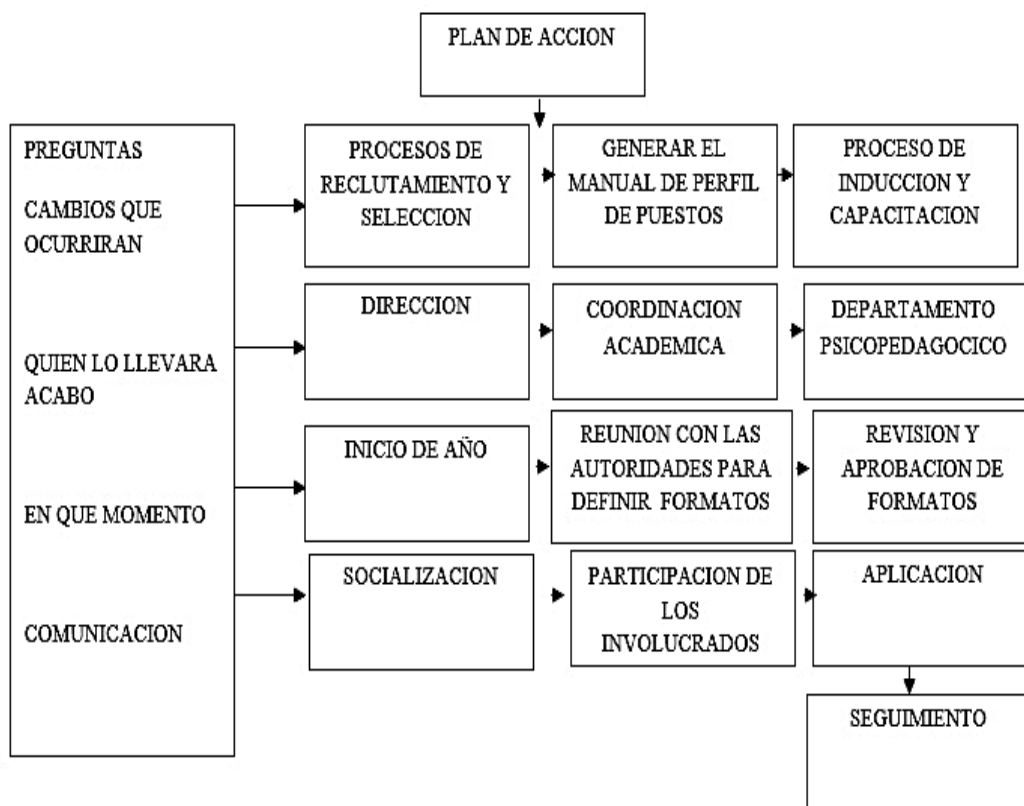 PLAN DE ACCION
PREGUNTAS
CAMBIOS QUE
OCURRIRAN
QUIEN LO LLEVARA
ACABO
EN QUE MOMENTO
COMUNICACION
PROCESOS DE
RECLUTAMIENTO Y
SELECCION
GENERAR EL
MANUAL DE PERFIL
DE PUESTOS
PROCESO DE
INDUCCION Y
CAPACITACION
DIRECCION
COORDINACION
ACADEMICA
DEPARTAMENTO
PSICOPEDAGOCICO
INICIO DE AÑO
REUNION CON LAS
AUTORIDADES PARA
DEFINIR FORMATOS
REVISION Y
APROBACION DE
FORMATOS
SOCIALIZACION
PARTICIPACION DE
LOS
INVOLUCRADOS
APLICACION
SEGUIMIENTO